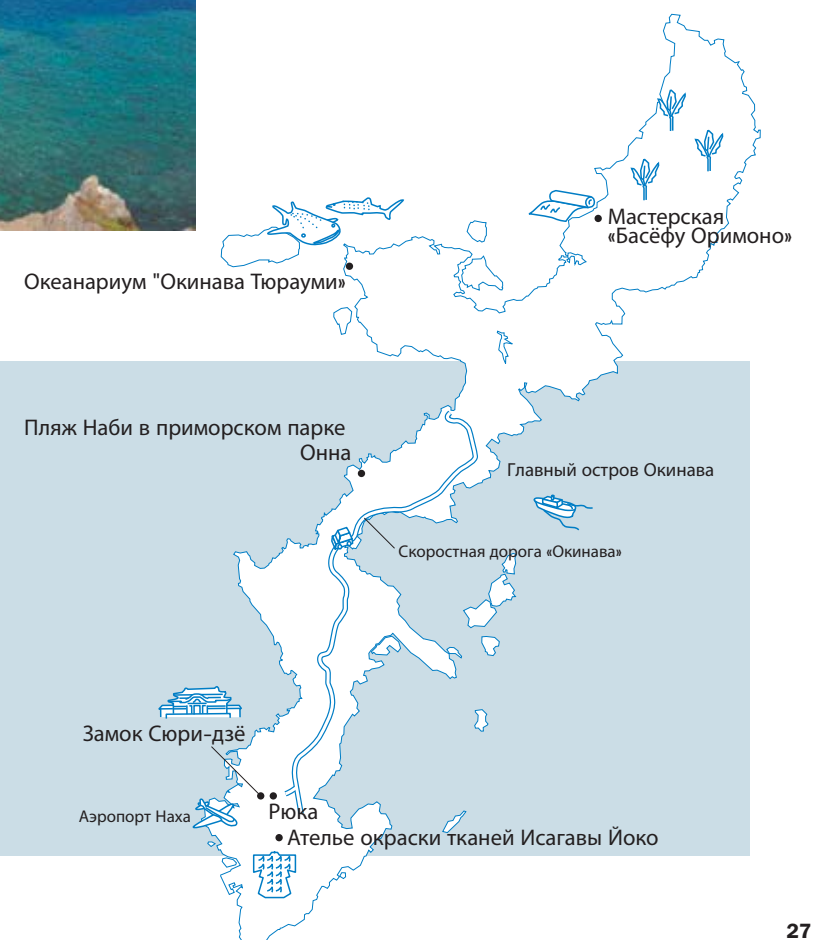 Мастерская
«Басёфу Оримоно»
Океанариум "Окинава Тюрауми»
Пляж Наби в приморском парке
Онна
Главный остров Окинава
Скоростная дорога «Окинава»
Замок Сюри-дзё
Аэропорт Наха
Рюка
Ателье окраски тканей Исагавы Йоко
27